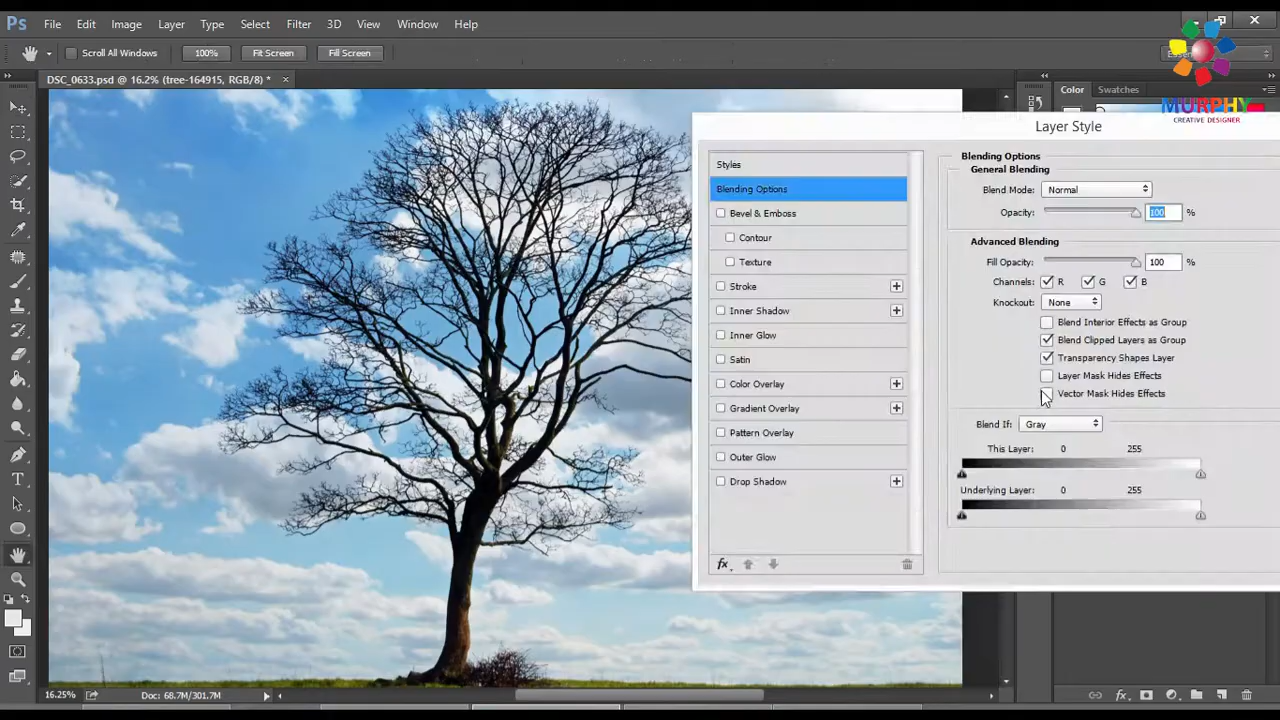 Ps File Edit Image Layer Type Select Filter 3D View Window Help
Scroll All Windows 100% Fit Screen Fill Screen
DSC_0633.psd @ 16.2% (tree-164915, RGB/8) * ×
Color Swatches
MURPHY
CREATIVE DESIGNER
Layer Style
Styles
Blending Options
Bevel & Emboss
Contour
Texture
Stroke
Inner Shadow
Inner Glow
Satin
Color Overlay
Gradient Overlay
Pattern Overlay
Outer Glow
Drop Shadow
fx
Blending Options
General Blending
Blend Mode: Normal
Opacity: 100 %
Advanced Blending
Fill Opacity: 100 %
Channels: R G B
Knockout: None
Blend Interior Effects as Group
Blend Clipped Layers as Group
Transparency Shapes Layer
Layer Mask Hides Effects
Vector Mask Hides Effects
Blend If: Gray
This Layer: 0 255
Underlying Layer: 0 255
16.25% Doc: 68.7M/301.7M
fx